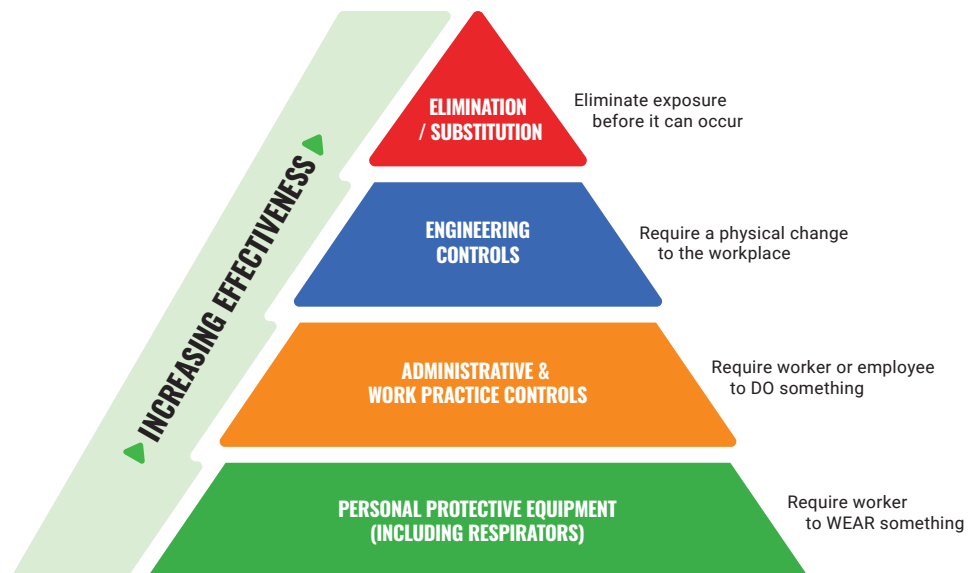 ELIMINATION
/ SUBSTITUTION
Eliminate exposure
before it can occur
INCREASING EFFECTIVENESS
ENGINEERING
CONTROLS
Require a physical change
to the workplace
ADMINISTRATIVE &
WORK PRACTICE CONTROLS
Require worker or employee
to DO something
PERSONAL PROTECTIVE EQUIPMENT
(INCLUDING RESPIRATORS)
Require worker
to WEAR something